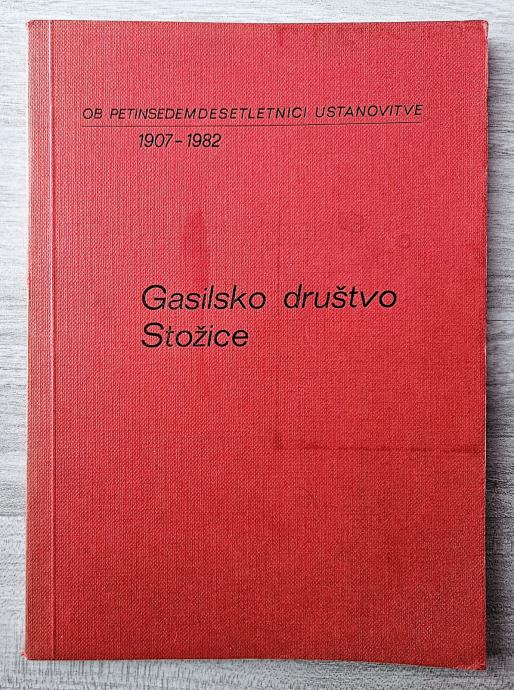 OB PETINSEDEMDESETLETNICI USTANOVITVE
1907-1982
Gasilsko društvo
Stožice